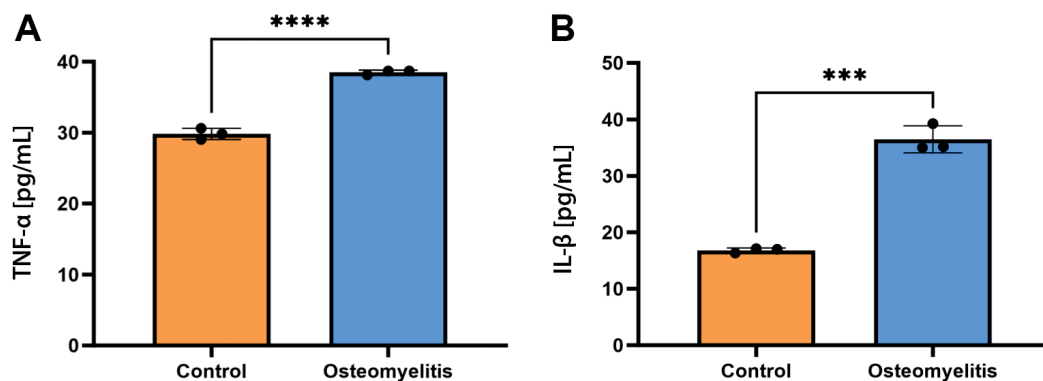 A
TNF-α [pg/mL]
40
30
20
10
0
****
Control
Osteomyelitis
B
IL-β [pg/mL]
50
40
30
20
10
0
***
Control
Osteomyelitis